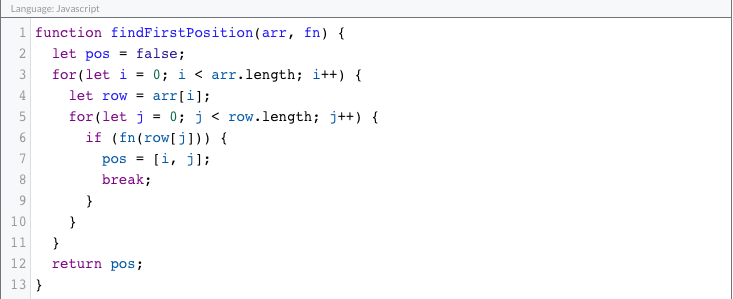 Language: Javascript
1 function findFirstPosition(arr, fn) {
2   let pos = false;
3   for(let i = 0; i < arr.length; i++) {
4     let row = arr[i];
5     for(let j = 0; j < row.length; j++) {
6       if (fn(row[j])) {
7         pos = [i, j];
8         break;
9       }
10     }
11   }
12   return pos;
13 }